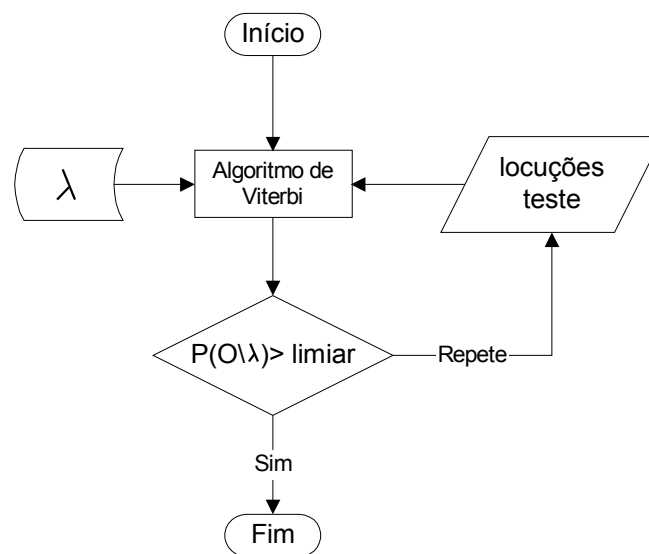 Início
λ
Algoritmo de
Viterbi
locuções
teste
P(O\λ)> limiar
Repete
Sim
Fim